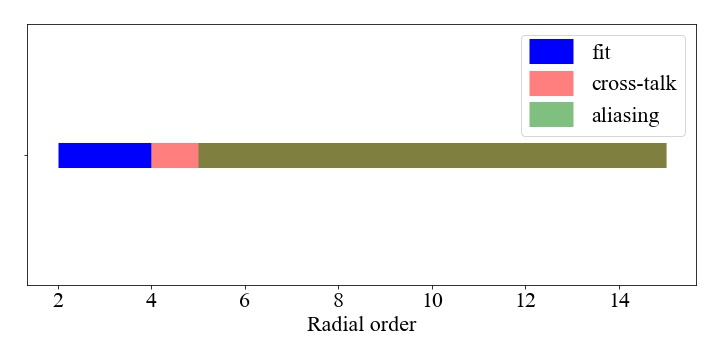 fit
cross-talk
aliasing
2 4 6 8 10 12 14
Radial order